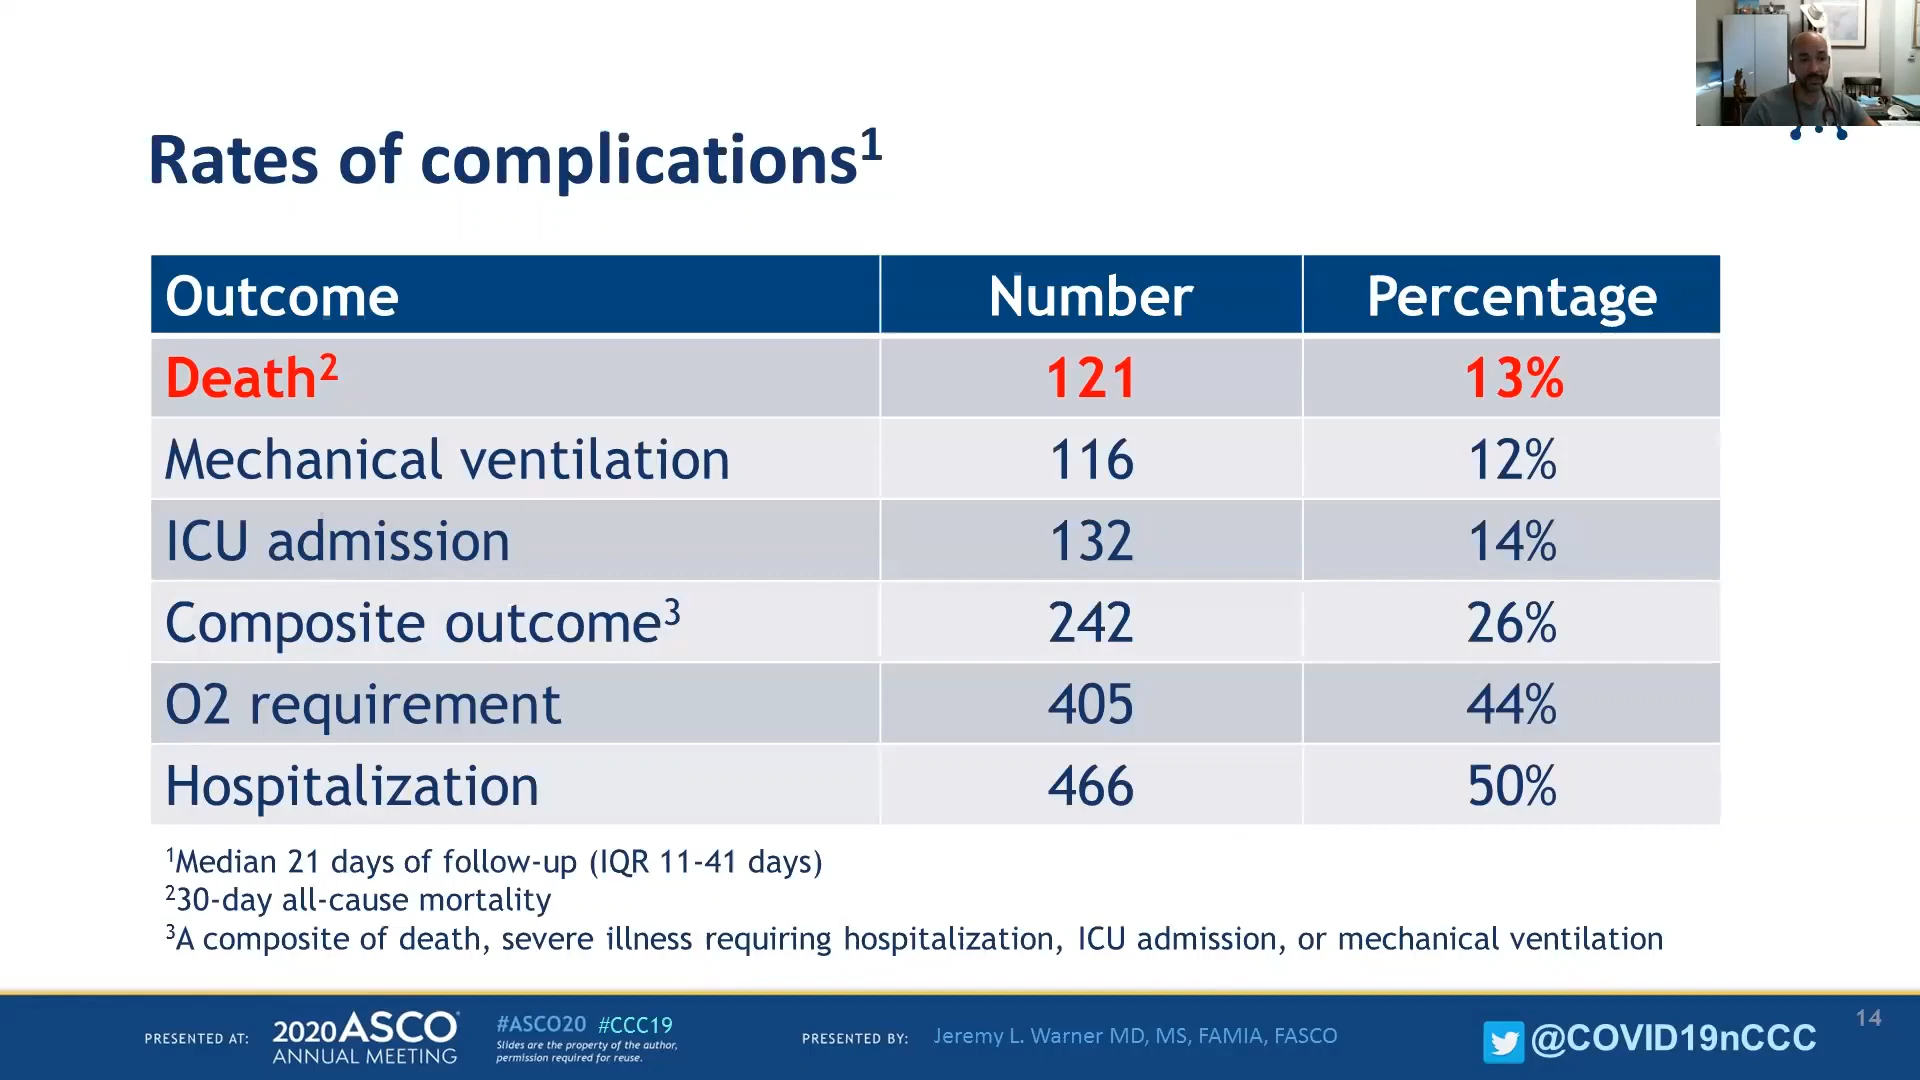 Rates of complications¹
Outcome Number Percentage
Death² 121 13%
Mechanical ventilation 116 12%
ICU admission 132 14%
Composite outcome³ 242 26%
O2 requirement 405 44%
Hospitalization 466 50%
¹Median 21 days of follow-up (IQR 11-41 days)
²30-day all-cause mortality
³A composite of death, severe illness requiring hospitalization, ICU admission, or mechanical ventilation
PRESENTED AT:
2020 ASCO®
ANNUAL MEETING
#ASCO20 #CCC19
Slides are the property of the author,
permission required for reuse.
PRESENTED BY:
Jeremy L. Warner MD, MS, FAMIA, FASCO
@COVID19nCCC
14